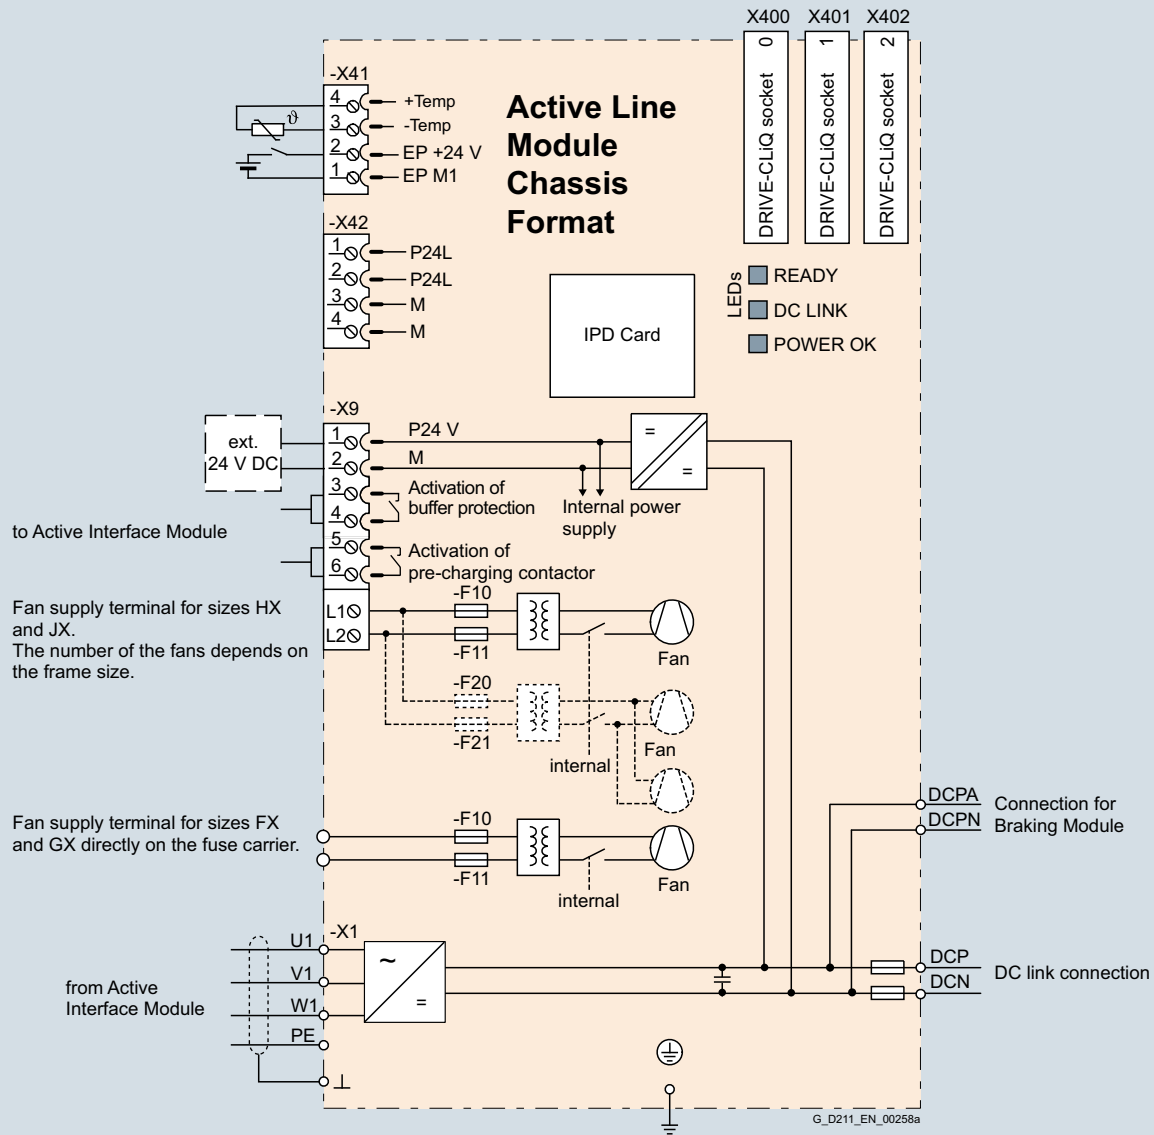 X400 X401 X402
0 1 2
DRIVE-CLiQ socket
DRIVE-CLiQ socket
DRIVE-CLiQ socket
Active Line
Module
Chassis
Format
-X41
4 +Temp
ϑ
3 -Temp
2 EP +24 V
1 EP M1
-X42
1 P24L
2 P24L
3 M
4 M
LEDs
READY
DC LINK
POWER OK
IPD Card
-X9
ext.
24 V DC
1 P24 V
2 M
=
=
3 Activation of
4 buffer protection
Internal power
supply
to Active Interface Module
5 Activation of
6 pre-charging contactor
Fan supply terminal for sizes HX
and JX.
The number of the fans depends on
the frame size.
L1
L2
-F10
-F11
Fan
-F20
-F21
Fan
internal
Fan supply terminal for sizes FX
and GX directly on the fuse carrier.
-F10
-F11
Fan
internal
DCPA
DCPN
Connection for
Braking Module
-X1
U1
V1
W1
PE
from Active
Interface Module
~
=
DCP
DCN
DC link connection
G_D211_EN_00258a